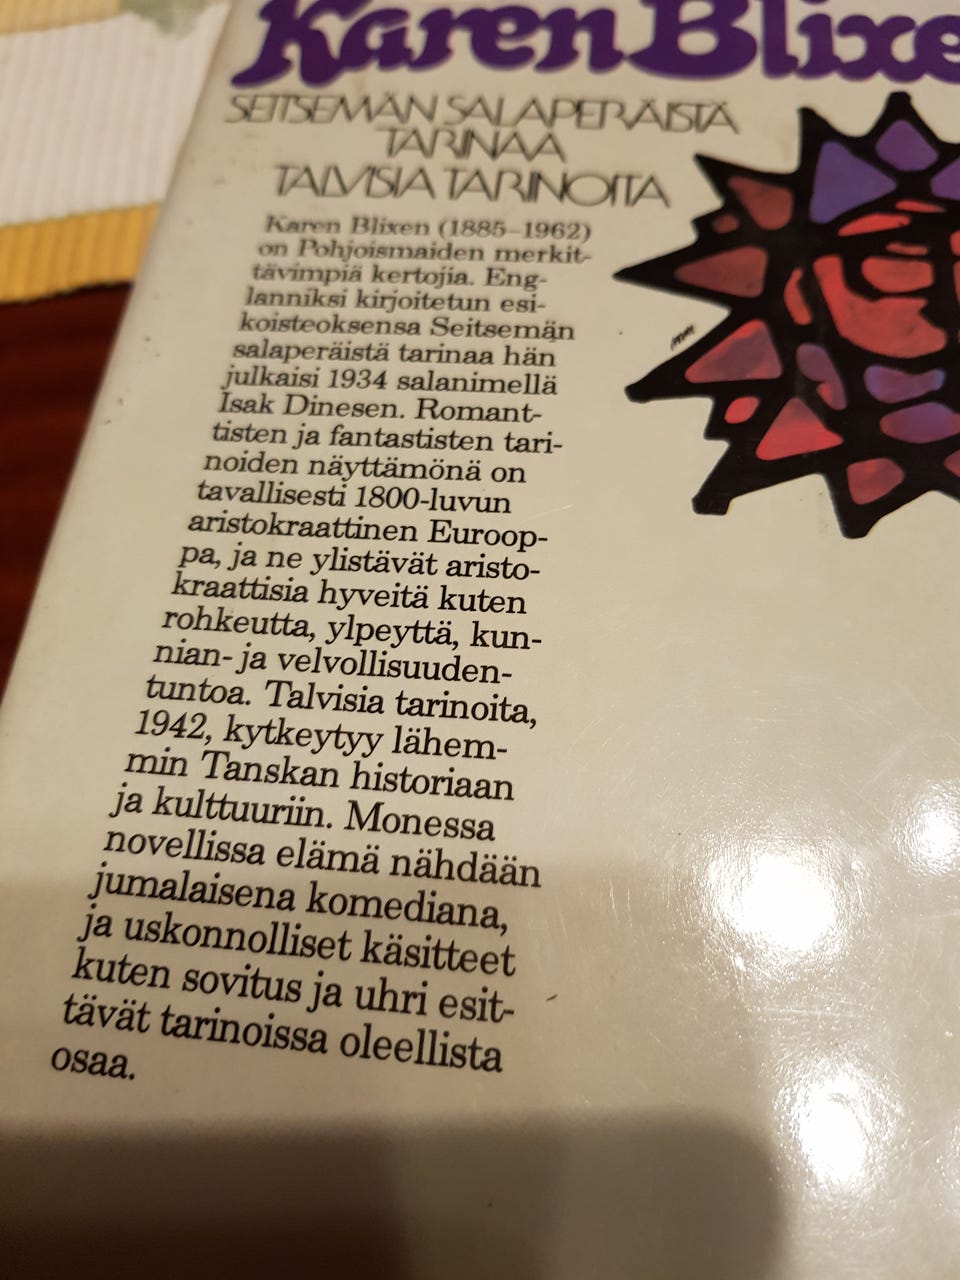 Karen Blixen
SEITSEMÄN SALAPERÄISTÄ
TARINAA
TALVISIA TARINOITA
Karen Blixen (1885–1962)
on Pohjoismaiden merkit-
tävimpiä kertojia. Eng-
lanniksi kirjoitetun esi-
koisteoksensa Seitsemän
salaperäistä tarinaa hän
julkaisi 1934 salanimellä
Isak Dinesen. Romant-
tisten ja fantastisten tari-
noiden näyttämönä on
tavallisesti 1800-luvun
aristokraattinen Euroop-
pa, ja ne ylistävät aristo-
kraattisia hyveitä kuten
rohkeutta, ylpeyttä, kun-
nian- ja velvollisuuden-
tuntoa. Talvisia tarinoita,
1942, kytkeytyy lähem-
min Tanskan historiaan
ja kulttuuriin. Monessa
novellissa elämä nähdään
jumalaisena komediana,
ja uskonnolliset käsitteet
kuten sovitus ja uhri esit-
tävät tarinoissa oleellista
osaa.